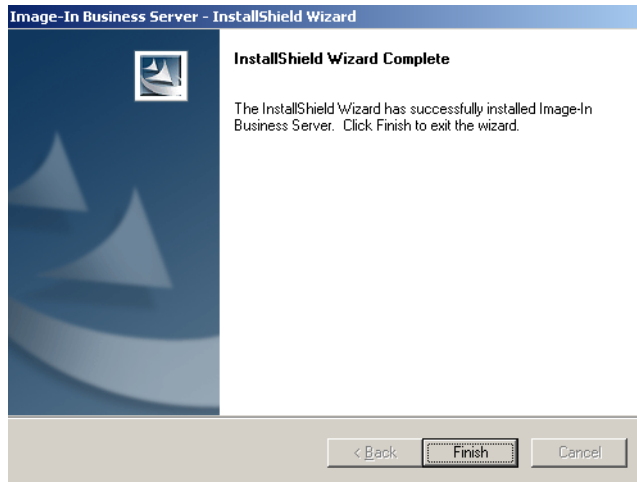 Image-In Business Server - InstallShield Wizard
InstallShield Wizard Complete
The InstallShield Wizard has successfully installed Image-In
Business Server.  Click Finish to exit the wizard.
< Back
Finish
Cancel